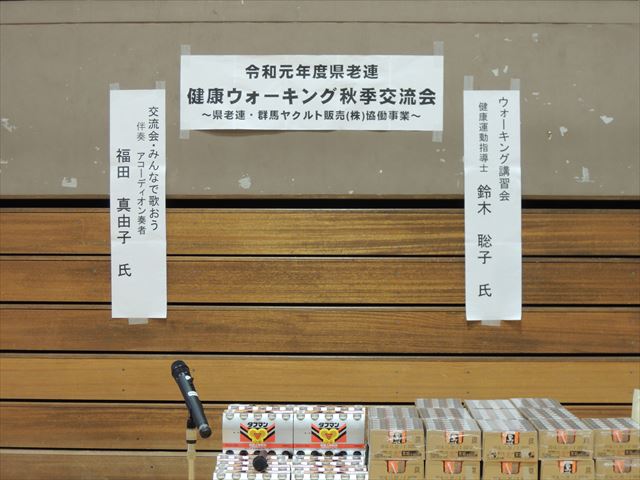 令和元年度県老連
健康ウォーキング秋季交流会
～県老連・群馬ヤクルト販売(株)協働事業～
ウォーキング講習会
健康運動指導士 鈴木 聡子 氏
交流会・みんなで歌おう
伴奏 アコーディオン奏者
福田 真由子 氏
タフマン
タフマン